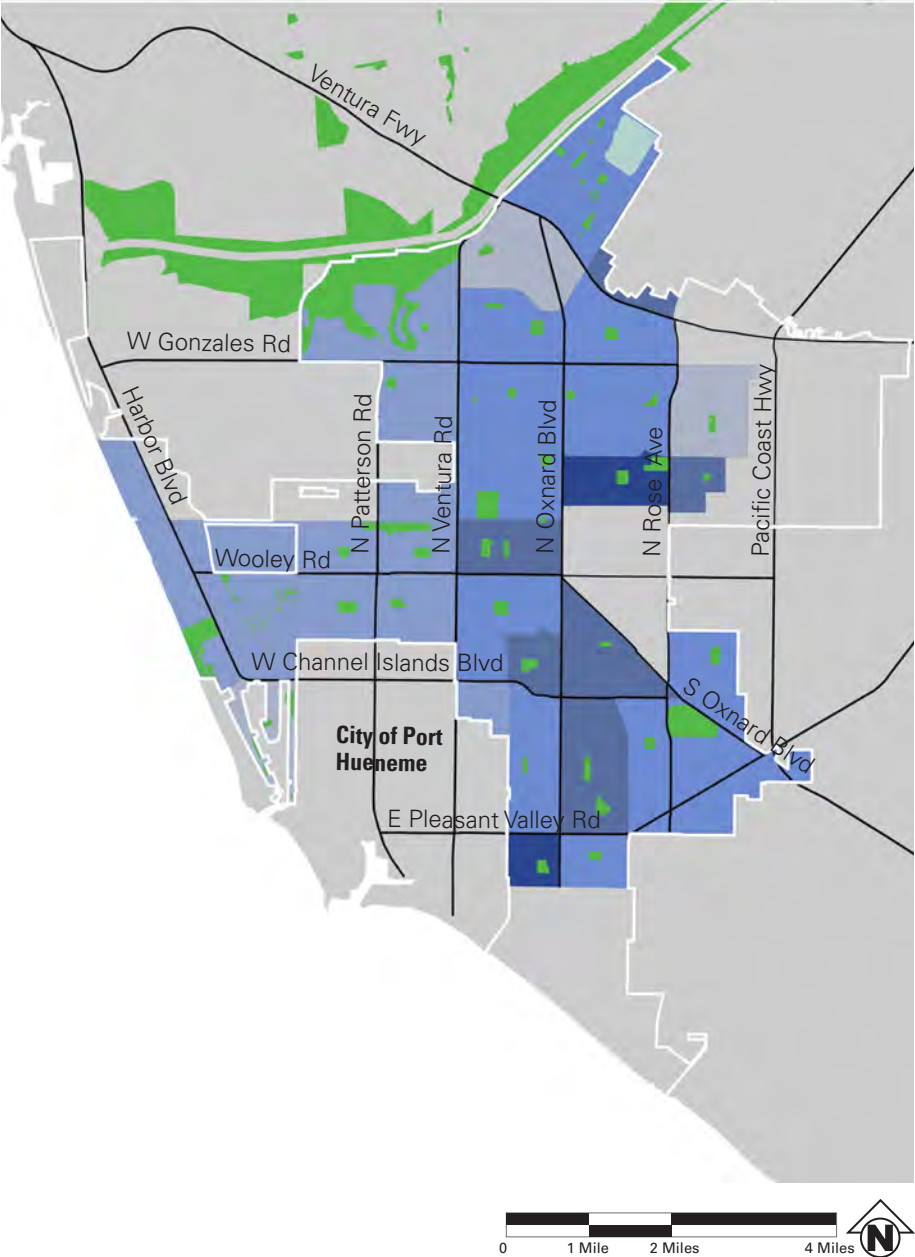 Ventura Fwy
W Gonzales Rd
Harbor Blvd
N Patterson Rd
N Ventura Rd
N Oxnard Blvd
N Rose Ave
Pacific Coast Hwy
Wooley Rd
W Channel Islands Blvd
S Oxnard Blvd
City of Port
Hueneme
E Pleasant Valley Rd
0 1 Mile 2 Miles 4 Miles
N